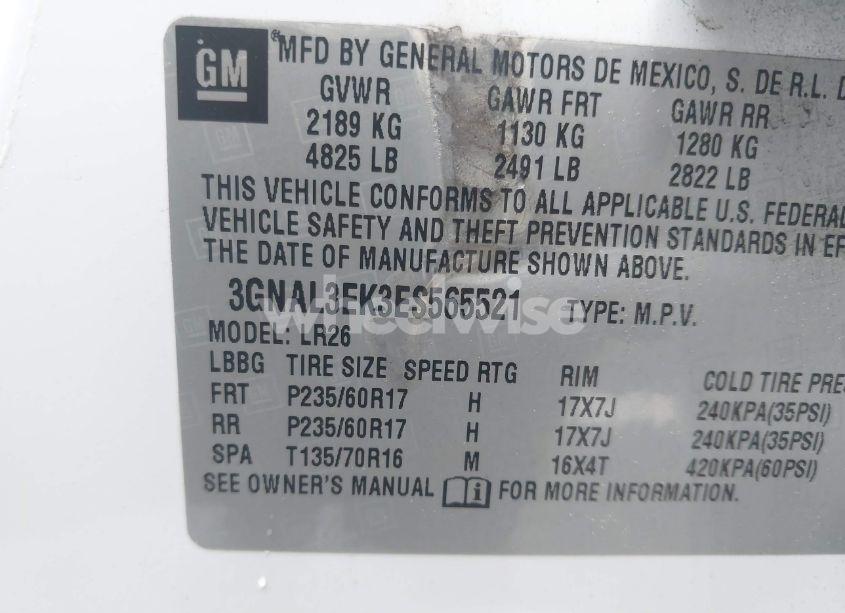 GM
® MFD BY GENERAL MOTORS DE MEXICO, S. DE R.L. D
GVWR GAWR FRT GAWR RR
2189 KG 1130 KG 1280 KG
4825 LB 2491 LB 2822 LB
THIS VEHICLE CONFORMS TO ALL APPLICABLE U.S. FEDERAL
VEHICLE SAFETY AND THEFT PREVENTION STANDARDS IN EF
THE DATE OF MANUFACTURE SHOWN ABOVE.
3GNAL3EK3ES565521 TYPE: M.P.V.
wheelwise
MODEL: LR26
LBBG TIRE SIZE SPEED RTG RIM COLD TIRE PRE
FRT P235/60R17 H 17X7J 240KPA(35PSI)
RR P235/60R17 H 17X7J 240KPA(35PSI)
SPA T135/70R16 M 16X4T 420KPA(60PSI)
SEE OWNER'S MANUAL i FOR MORE INFORMATION.